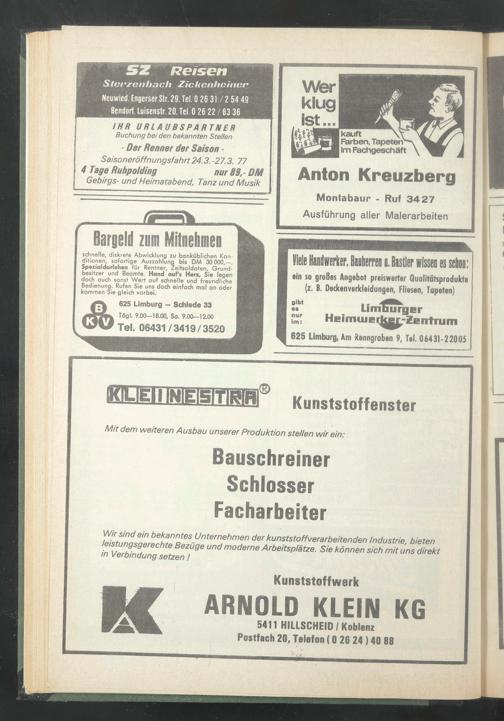 SZ Reisen
Sterzenbach Zickenheiner
Neuwied. Engerser Str. 29. Tel. 0 26 31 / 2 54 49
Bendorf. Luisenstr. 20. Tel. 0 26 22 / 63 36
IHR URLAUBSPARTNER
Buchung bei den bekannten Stellen
- Der Renner der Saison -
Saisoneröffnungsfahrt 24.3.-27.3. 77
4 Tage Ruhpolding nur 89,- DM
Gebirgs- und Heimatabend, Tanz und Musik
Wer
klug
ist...
kauft
Farben, Tapeten
im Fachgeschäft
Anton Kreuzberg
Montabaur - Ruf 34 27
Ausführung aller Malerarbeiten
Bargeld zum Mitnehmen
schnelle, diskrete Abwicklung zu banküblichen Kon-
ditionen, sofortige Auszahlung bis DM 30 000,—.
Spezialdarlehen für Rentner, Zeitsoldaten, Grund-
besitzer und Beamte. Hand auf's Herz, Sie legen
doch auch sonst Wert auf schnelle und freundliche
Bedienung. Rufen Sie uns doch einfach mal an oder
kommen Sie gleich vorbei.
B
K V
625 Limburg — Schiede 33
Tägl. 9.00—18.00, Sa. 9.00—12.00
Tel. 06431 / 3419 / 3520
Viele Handwerker, Bauherren u. Bastler wissen es schon:
ein so großes Angebot preiswerter Qualitätsprodukte
(z. B. Deckenverkleidungen, Fliesen, Tapeten)
gibt
es
nur
im:
Limburger
Heimwerker-Zentrum
625 Limburg, Am Renngraben 9, Tel. 06431-22005
KLEINESTRA®
Kunststoffenster
Mit dem weiteren Ausbau unserer Produktion stellen wir ein:
Bauschreiner
Schlosser
Facharbeiter
Wir sind ein bekanntes Unternehmen der kunststoffverarbeitenden Industrie, bieten
leistungsgerechte Bezüge und moderne Arbeitsplätze. Sie können sich mit uns direkt
in Verbindung setzen !
K
Kunststoffwerk
ARNOLD KLEIN KG
5411 HILLSCHEID / Koblenz
Postfach 20, Telefon ( 0 26 24 ) 40 88